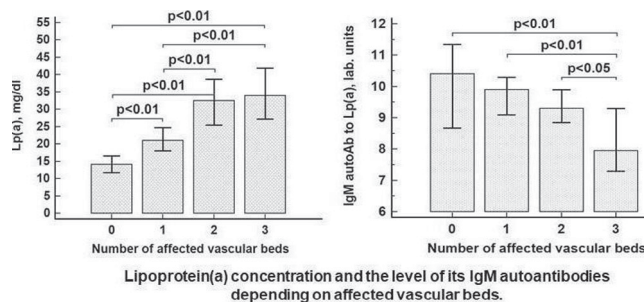 p<0.01
p<0.01
p<0.01
p<0.01
p<0.01
Lp(a), mg/dl
55
50
45
40
35
30
25
20
15
10
5
0
0 1 2 3
Number of affected vascular beds
p<0.01
p<0.01
p<0.05
IgM autoAb to Lp(a), lab. units
12
11
10
9
8
7
6
0 1 2 3
Number of affected vascular beds
Lipoprotein(a) concentration and the level of its IgM autoantibodies
depending on affected vascular beds.